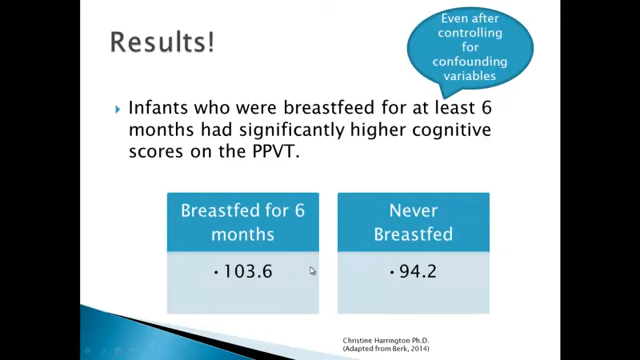 Results!
Even after
controlling
for
confounding
variables
Infants who were breastfeed for at least 6
months had significantly higher cognitive
scores on the PPVT.
Breastfed for 6
months
• 103.6
Never
Breastfed
• 94.2
Christine Harrington Ph.D.
(Adapted from Berk, 2014)